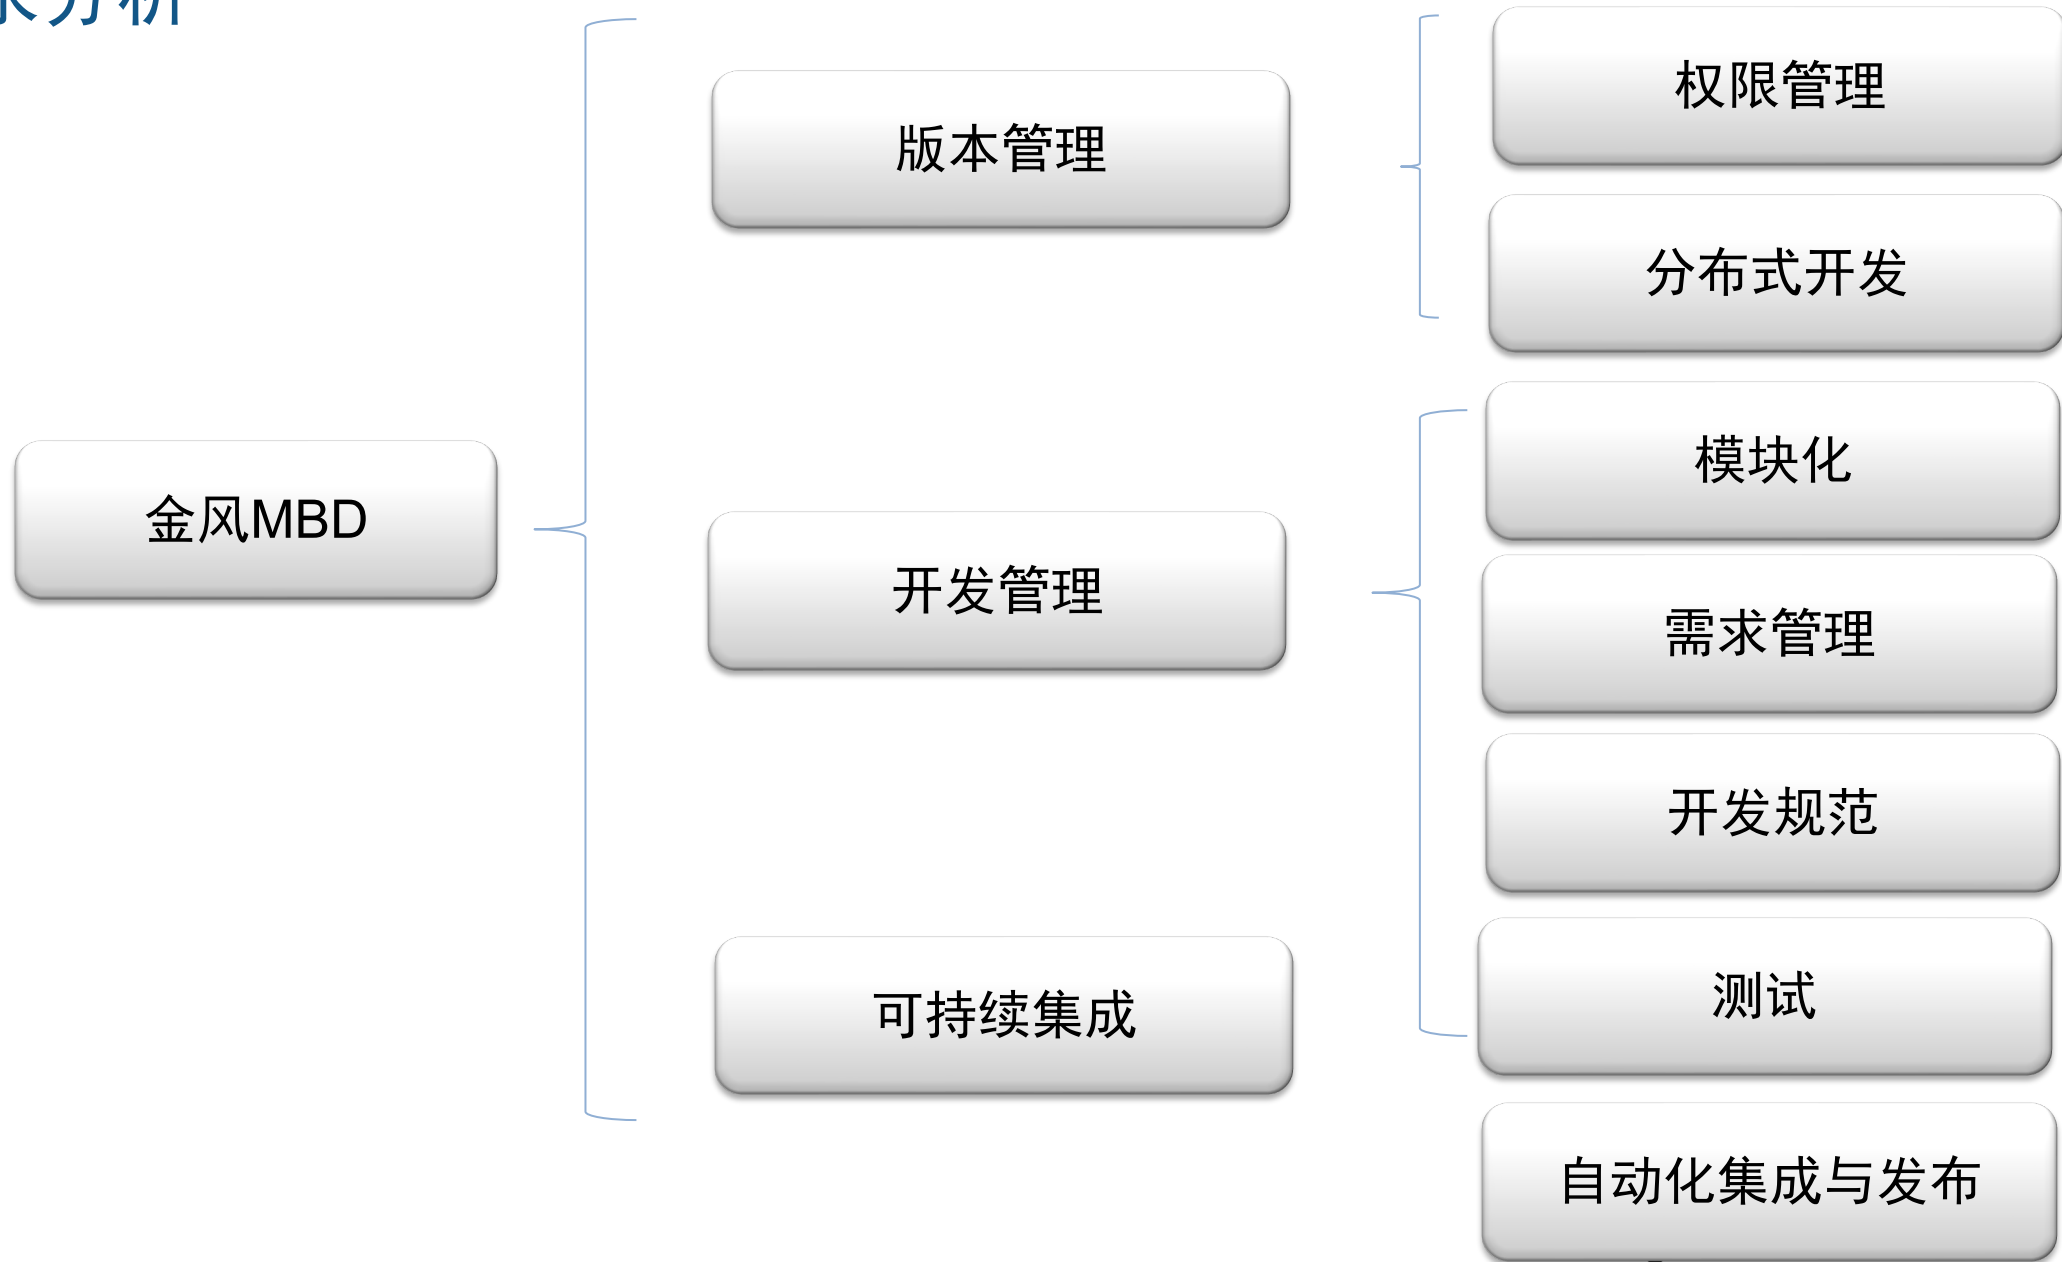 分析
权限管理
版本管理
分布式开发
模块化
金风MBD
开发管理
需求管理
开发规范
测试
可持续集成
自动化集成与发布